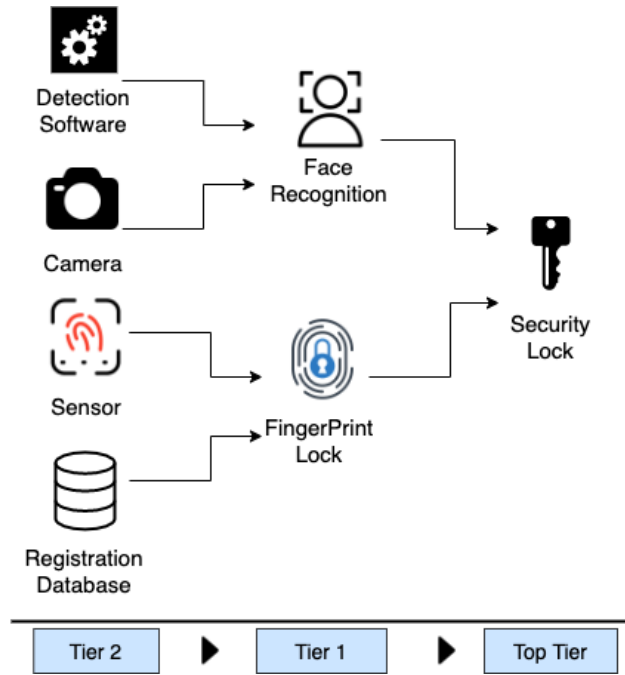 Detection
Software
Face
Recognition
Camera
Security
Lock
Sensor
FingerPrint
Lock
Registration
Database
Tier 2
Tier 1
Top Tier